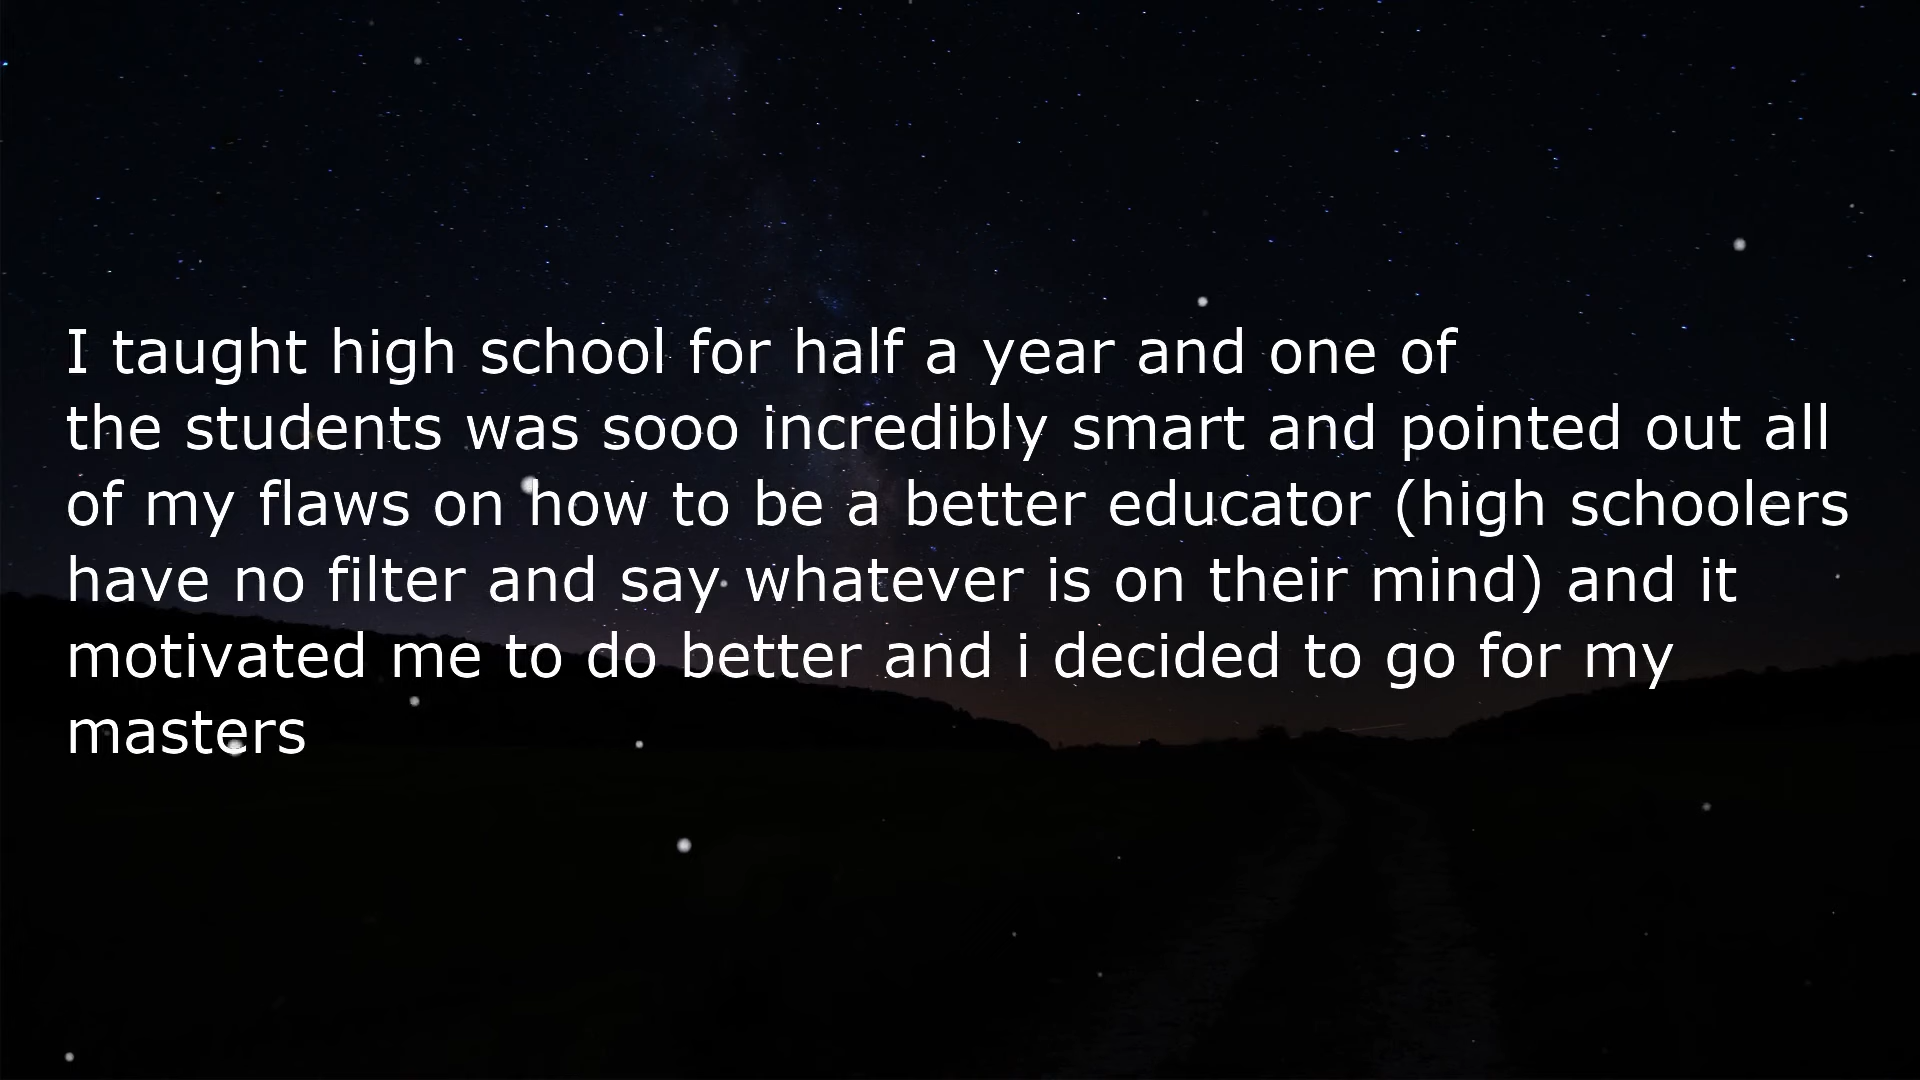 I taught high school for half a year and one of
the students was sooo incredibly smart and pointed out all
of my flaws on how to be a better educator (high schoolers
have no filter and say whatever is on their mind) and it
motivated me to do better and i decided to go for my
masters